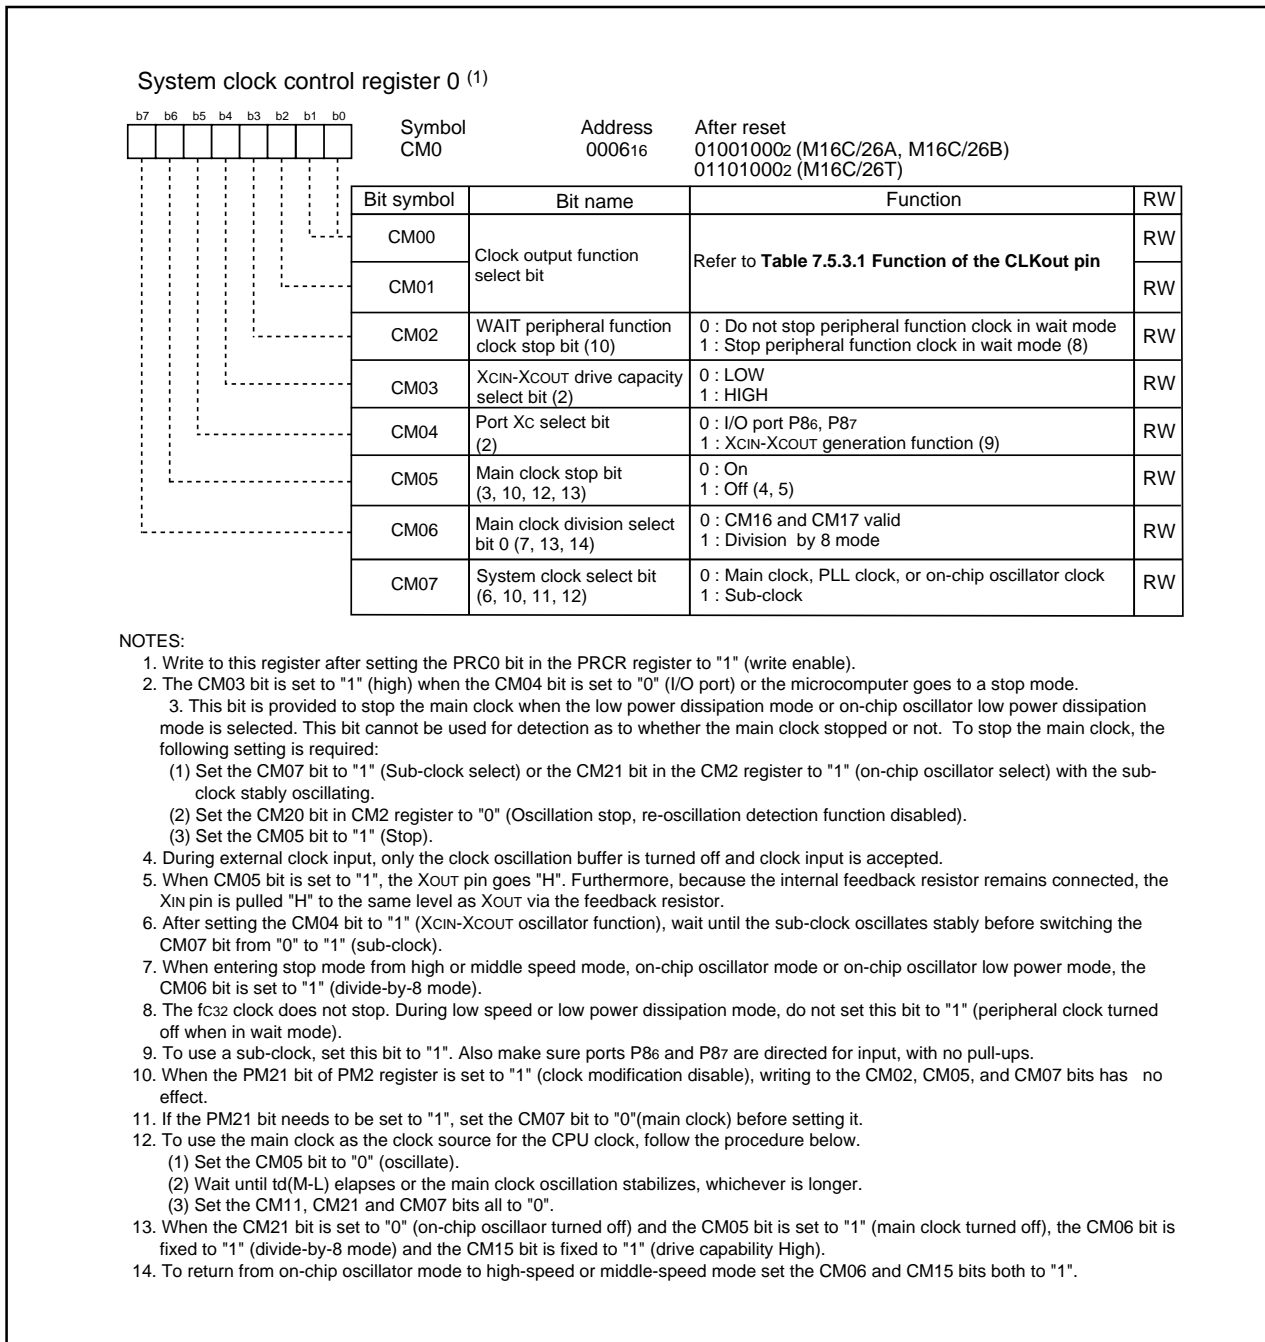 System clock control register 0 (1)
b7 b6 b5 b4 b3 b2 b1 b0
Symbol Address After reset
CM0 000616 010010002 (M16C/26A, M16C/26B)
011010002 (M16C/26T)
Bit symbol Bit name Function RW
CM00 Clock output function select bit Refer to Table 7.5.3.1 Function of the CLKout pin RW
CM01 RW
CM02 WAIT peripheral function 0 : Do not stop peripheral function clock in wait mode RW
clock stop bit (10) 1 : Stop peripheral function clock in wait mode (8)
CM03 XCIN-XCOUT drive capacity 0 : LOW RW
select bit (2) 1 : HIGH
CM04 Port XC select bit 0 : I/O port P86, P87 RW
(2) 1 : XCIN-XCOUT generation function (9)
CM05 Main clock stop bit 0 : On RW
(3, 10, 12, 13) 1 : Off (4, 5)
CM06 Main clock division select 0 : CM16 and CM17 valid RW
bit 0 (7, 13, 14) 1 : Division by 8 mode
CM07 System clock select bit 0 : Main clock, PLL clock, or on-chip oscillator clock RW
(6, 10, 11, 12) 1 : Sub-clock
NOTES:
1. Write to this register after setting the PRC0 bit in the PRCR register to "1" (write enable).
2. The CM03 bit is set to "1" (high) when the CM04 bit is set to "0" (I/O port) or the microcomputer goes to a stop mode.
3. This bit is provided to stop the main clock when the low power dissipation mode or on-chip oscillator low power dissipation
mode is selected. This bit cannot be used for detection as to whether the main clock stopped or not. To stop the main clock, the
following setting is required:
(1) Set the CM07 bit to "1" (Sub-clock select) or the CM21 bit in the CM2 register to "1" (on-chip oscillator select) with the sub-
clock stably oscillating.
(2) Set the CM20 bit in CM2 register to "0" (Oscillation stop, re-oscillation detection function disabled).
(3) Set the CM05 bit to "1" (Stop).
4. During external clock input, only the clock oscillation buffer is turned off and clock input is accepted.
5. When CM05 bit is set to "1", the XOUT pin goes "H". Furthermore, because the internal feedback resistor remains connected, the
XIN pin is pulled "H" to the same level as XOUT via the feedback resistor.
6. After setting the CM04 bit to "1" (XCIN-XCOUT oscillator function), wait until the sub-clock oscillates stably before switching the
CM07 bit from "0" to "1" (sub-clock).
7. When entering stop mode from high or middle speed mode, on-chip oscillator mode or on-chip oscillator low power mode, the
CM06 bit is set to "1" (divide-by-8 mode).
8. The fC32 clock does not stop. During low speed or low power dissipation mode, do not set this bit to "1" (peripheral clock turned
off when in wait mode).
9. To use a sub-clock, set this bit to "1". Also make sure ports P86 and P87 are directed for input, with no pull-ups.
10. When the PM21 bit of PM2 register is set to "1" (clock modification disable), writing to the CM02, CM05, and CM07 bits has no
effect.
11. If the PM21 bit needs to be set to "1", set the CM07 bit to "0"(main clock) before setting it.
12. To use the main clock as the clock source for the CPU clock, follow the procedure below.
(1) Set the CM05 bit to "0" (oscillate).
(2) Wait until td(M-L) elapses or the main clock oscillation stabilizes, whichever is longer.
(3) Set the CM11, CM21 and CM07 bits all to "0".
13. When the CM21 bit is set to "0" (on-chip oscillaor turned off) and the CM05 bit is set to "1" (main clock turned off), the CM06 bit is
fixed to "1" (divide-by-8 mode) and the CM15 bit is fixed to "1" (drive capability High).
14. To return from on-chip oscillator mode to high-speed or middle-speed mode set the CM06 and CM15 bits both to "1".